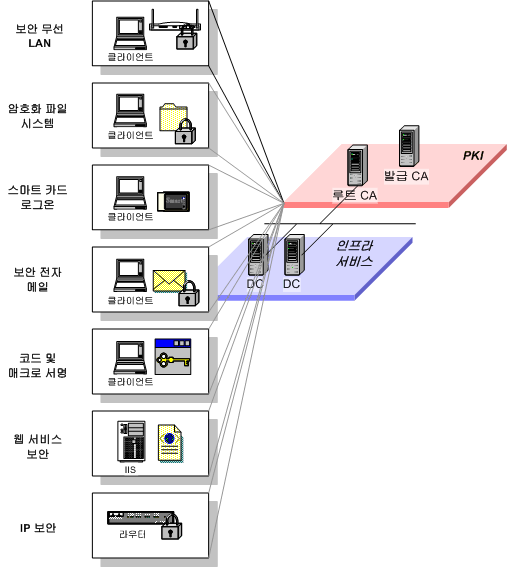 보안 무선
LAN
클라이언트
암호화 파일
시스템
클라이언트
PKI
발급 CA
루트 CA
스마트 카드
로그온
Smart
클라이언트
인프라
서비스
DC
DC
보안 전자
메일
클라이언트
코드 및
매크로 서명
클라이언트
웹 서비스
보안
IIS
IP 보안
라우터